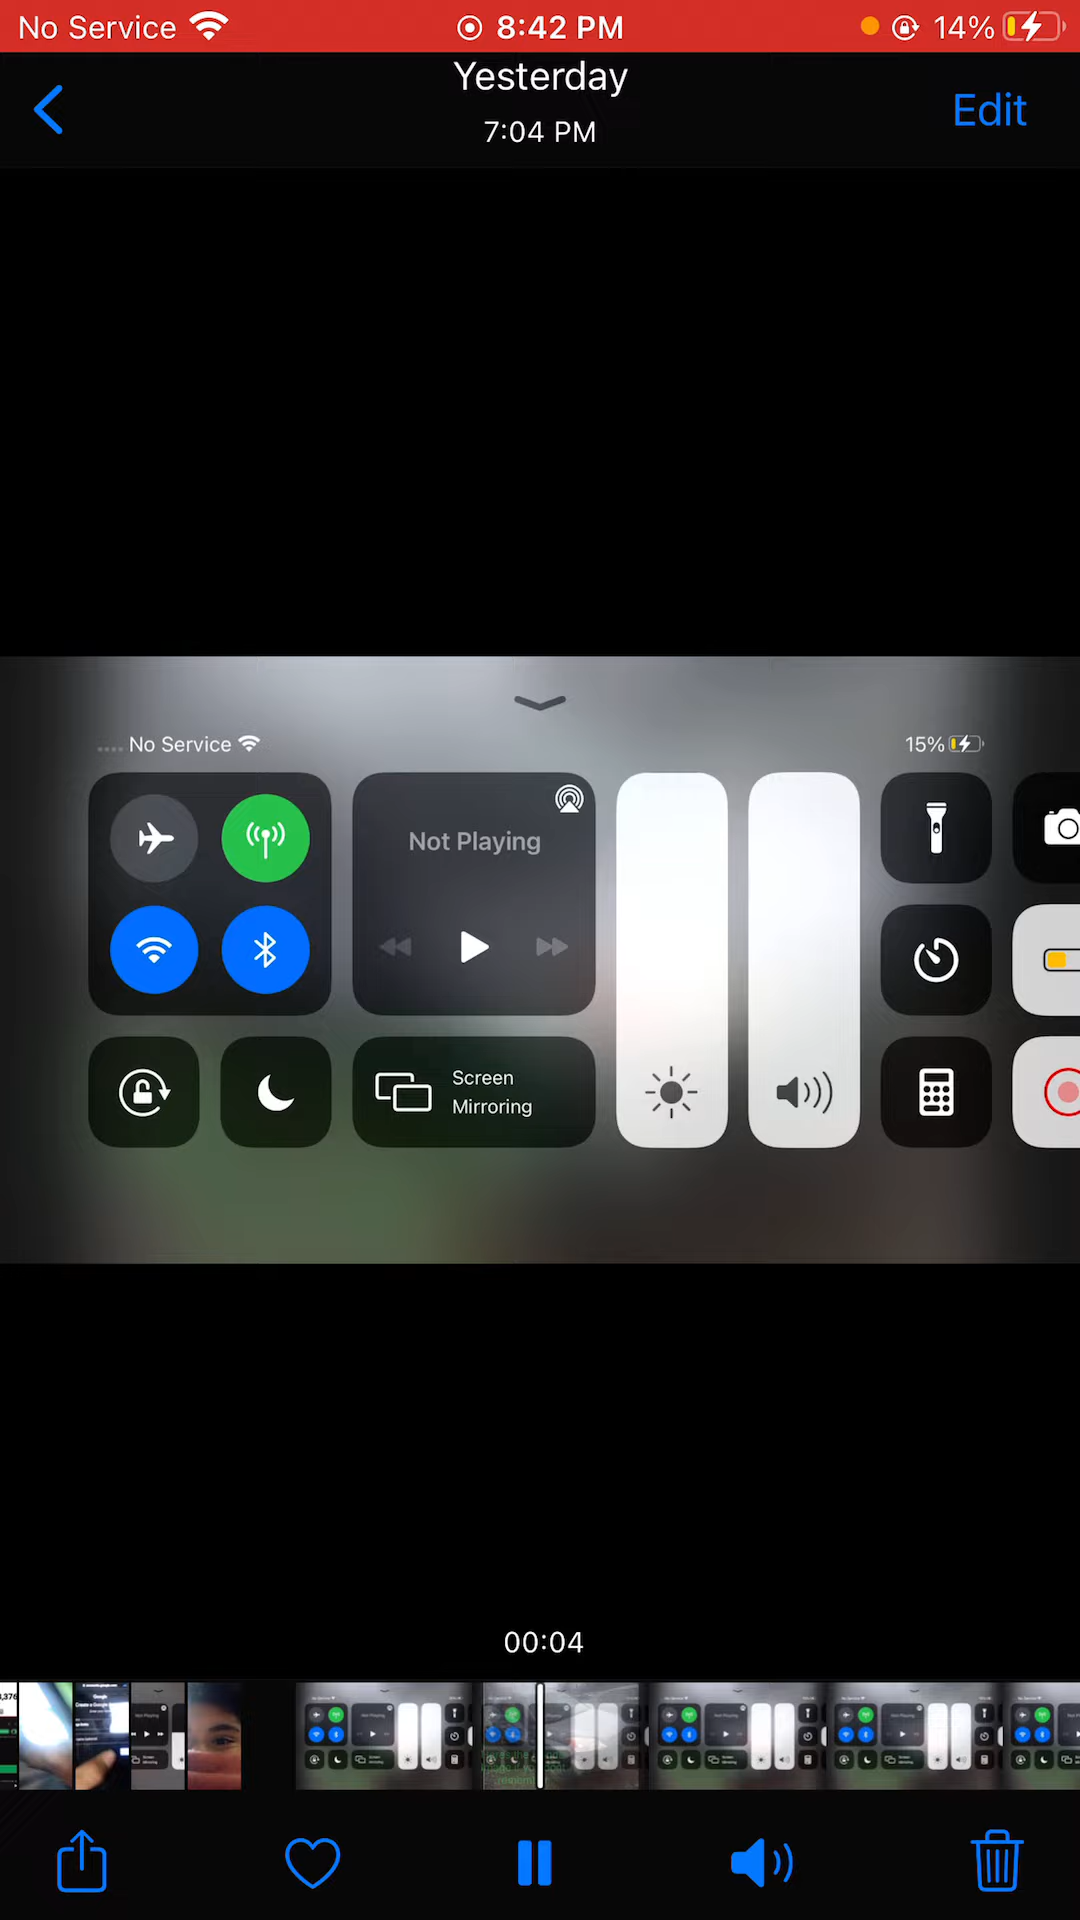 No Service 8:42 PM 14%
Yesterday
7:04 PM
Edit
No Service 15%
Not Playing
Screen
Mirroring
00:04